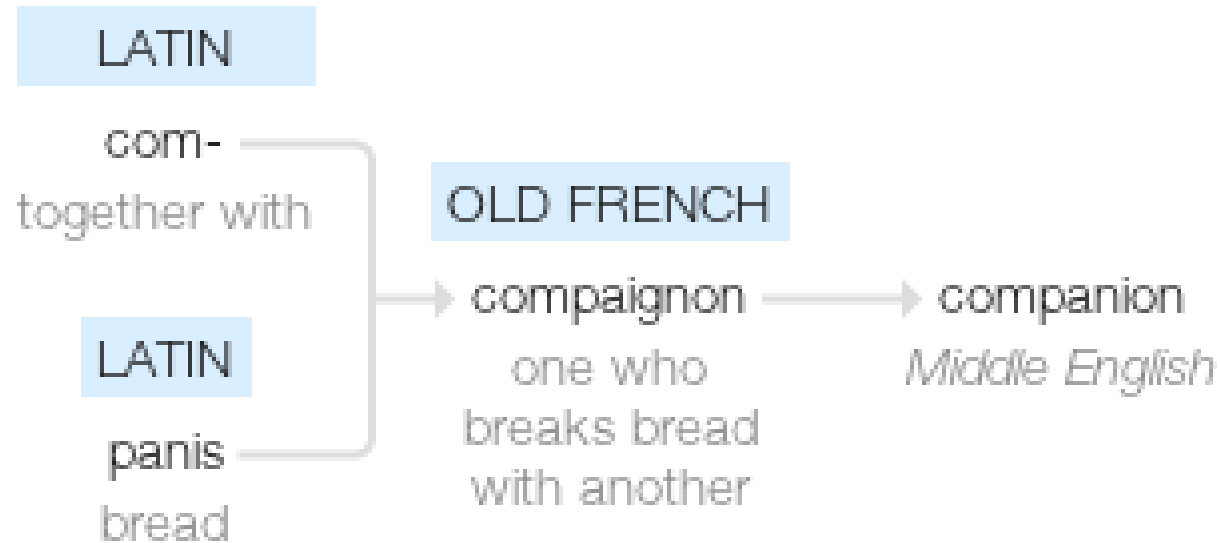 LATIN
com-
together with
LATIN
panis
bread
OLD FRENCH
compaignon
one who
breaks bread
with another
companion
Middle English